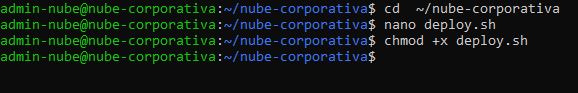 admin-nube@nube-corporativa:~/nube-corporativa$ cd  ~/nube-corporativa
admin-nube@nube-corporativa:~/nube-corporativa$ nano deploy.sh
admin-nube@nube-corporativa:~/nube-corporativa$ chmod +x deploy.sh
admin-nube@nube-corporativa:~/nube-corporativa$